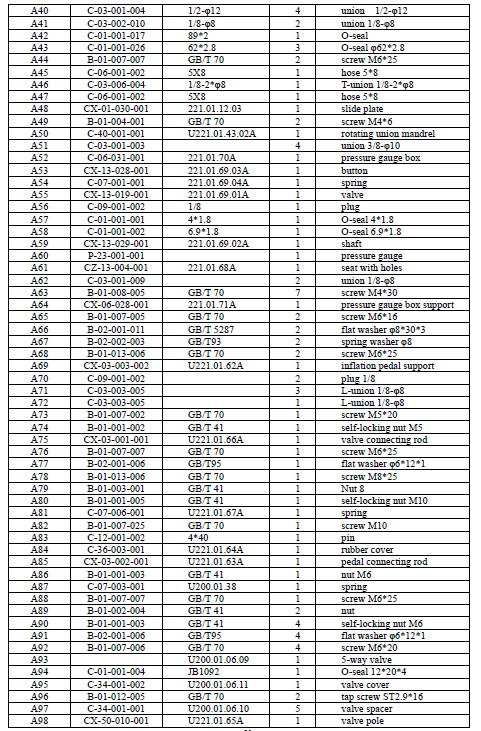 A40 C-03-001-004 1/2-φ12 4 union 1/2-φ12
A41 C-03-002-010 1/8-φ8 2 union 1/8-φ8
A42 C-01-001-017 89*2 1 O-seal
A43 C-01-001-026 62*2.8 3 O-seal φ62*2.8
A44 B-01-007-007 GB/T 70 2 screw M6*25
A45 C-06-001-002 5X8 1 hose 5*8
A46 C-03-006-004 1/8-2*φ8 1 T-union 1/8-2*φ8
A47 C-06-001-002 5X8 1 hose 5*8
A48 CX-01-030-001 221.01.12.03 1 slide plate
A49 B-01-004-001 GB/T 70 2 screw M4*6
A50 C-40-001-001 U221.01.43.02A 1 rotating union mandrel
A51 C-03-001-003 4 union 3/8-φ10
A52 C-06-031-001 221.01.70A 1 pressure gauge box
A53 CX-13-028-001 221.01.69.03A 1 button
A54 C-07-001-001 221.01.69.04A 1 spring
A55 CX-13-019-001 221.01.69.01A 1 valve
A56 C-09-001-002 1/8 1 plug
A57 C-01-001-001 4*1.8 1 O-seal 4*1.8
A58 C-01-001-002 6.9*1.8 1 O-seal 6.9*1.8
A59 CX-13-029-001 221.01.69.02A 1 shaft
A60 P-23-001-001 1 pressure gauge
A61 CZ-13-004-001 221.01.68A 1 seat with holes
A62 C-03-001-009 2 union 1/8-φ8
A63 B-01-008-005 GB/T 70 7 screw M4*30
A64 CX-06-028-001 221.01.71A 1 pressure gauge box support
A65 B-01-007-005 GB/T 70 2 screw M6*16
A66 B-02-001-011 GB/T 5287 2 flat washer φ8*30*3
A67 B-02-002-003 GB/T93 2 spring washer φ8
A68 B-01-013-006 GB/T 70 2 screw M6*25
A69 CX-03-003-002 U221.01.62A 1 inflation pedal support
A70 C-09-001-002 2 plug 1/8
A71 C-03-003-005 3 L-union 1/8-φ8
A72 C-03-003-005 1 L-union 1/8-φ8
A73 B-01-007-002 GB/T 70 1 screw M5*20
A74 B-01-001-002 GB/T 41 1 self-locking nut M5
A75 CX-03-001-001 U221.01.66A 1 valve connecting rod
A76 B-01-007-007 GB/T 70 1 screw M6*25
A77 B-02-001-006 GB/T95 1 flat washer φ6*12*1
A78 B-01-013-006 GB/T 70 1 screw M8*25
A79 B-01-003-001 GB/T 41 1 Nut 8
A80 B-01-001-005 GB/T 41 1 self-locking nut M10
A81 C-07-006-001 U221.01.67A 1 spring
A82 B-01-007-025 GB/T 70 1 screw M10
A83 C-12-001-002 4*40 1 pin
A84 C-36-003-001 U221.01.64A 1 rubber cover
A85 CX-03-002-001 U221.01.63A 1 pedal connecting rod
A86 B-01-001-003 GB/T 41 1 nut M6
A87 C-07-003-001 U200.01.38 1 spring
A88 B-01-007-007 GB/T 70 1 screw M6*25
A89 B-01-002-004 GB/T 41 2 nut
A90 B-01-001-003 GB/T 41 4 self-locking nut M6
A91 B-02-001-006 GB/T95 4 flat washer φ6*12*1
A92 B-01-007-006 GB/T 70 4 screw M6*20
A93 U200.01.06.09 1 5-way valve
A94 C-01-001-004 JB1092 1 O-seal 12*20*4
A95 C-34-001-002 U200.01.06.11 1 valve cover
A96 B-01-012-005 GB/T 70 2 tap screw ST2.9*16
A97 C-34-001-001 U200.01.06.10 5 valve spacer
A98 CX-50-010-001 U221.01.65A 1 valve pole